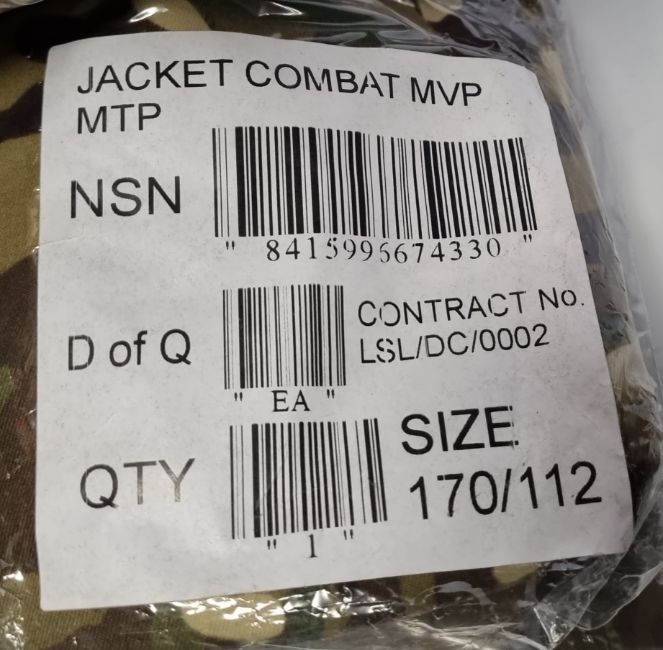 JACKET COMBAT MVP
MTP
NSN
" 8415996674330 "
D of Q
" EA "
CONTRACT No.
LSL/DC/0002
QTY
" 1 "
SIZE
170/112